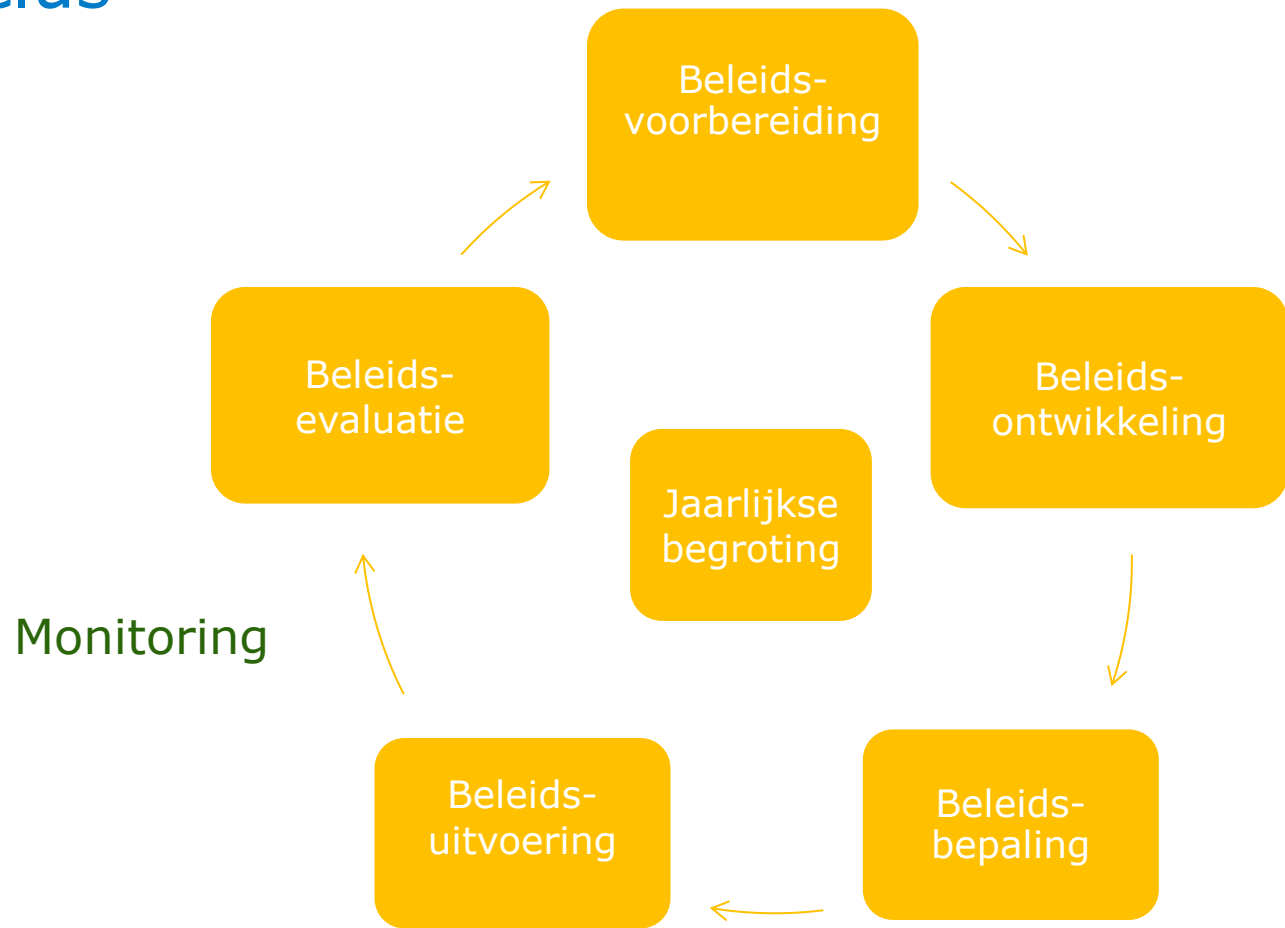 Beleids-
voorbereiding
Beleids-
evaluatie
Beleids-
ontwikkeling
Jaarlijkse
begroting
Monitoring
Beleids-
uitvoering
Beleids-
bepaling